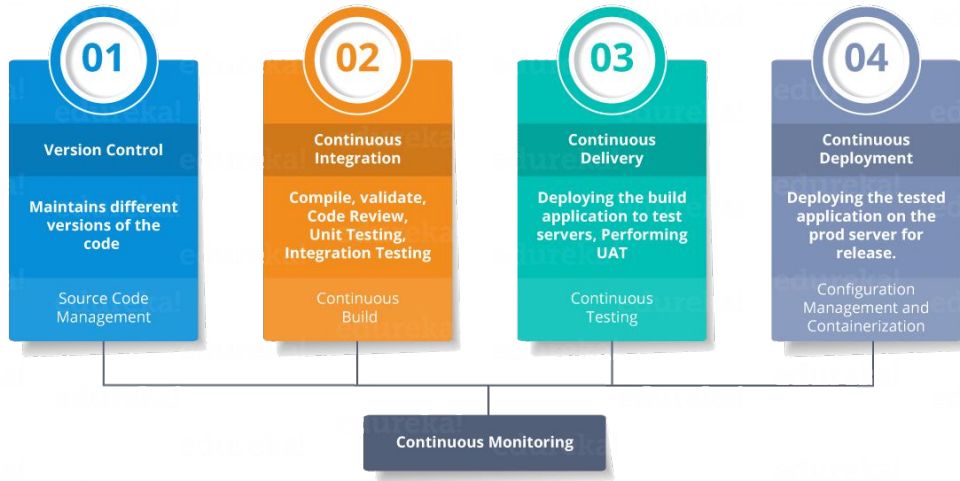 01
Version Control
Maintains different
versions of the
code
Source Code
Management
02
Continuous
Integration
Compile, validate,
Code Review,
Unit Testing,
Integration Testing
Continuous
Build
03
Continuous
Delivery
Deploying the build
application to test
servers, Performing
UAT
Continuous
Testing
04
Continuous
Deployment
Deploying the tested
application on the
prod server for
release.
Configuration
Management and
Containerization
Continuous Monitoring
edureka!